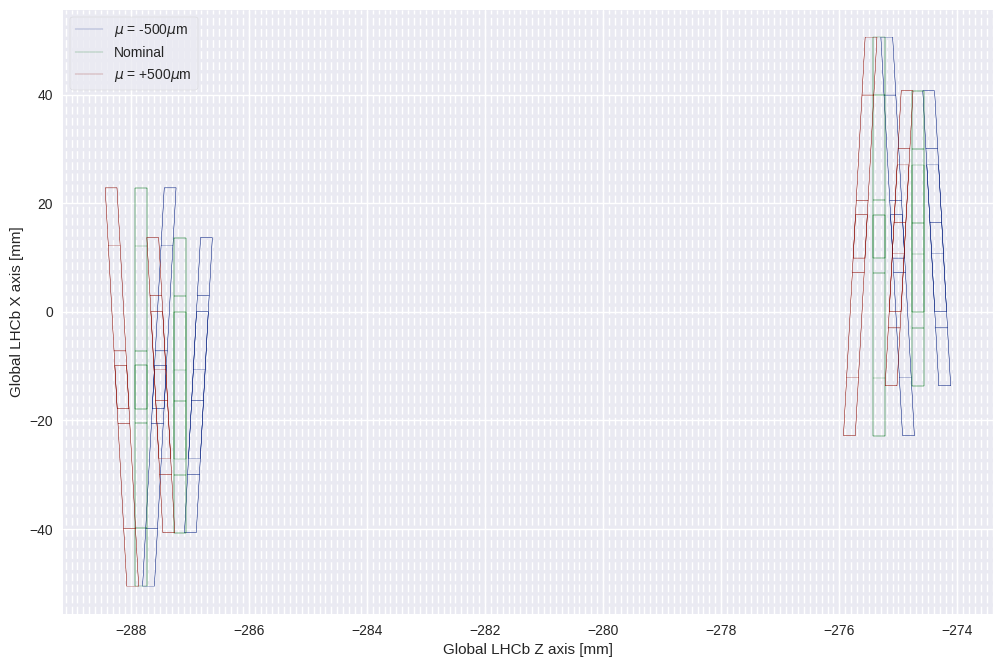 μ = -500μm
Nominal
μ = +500μm
Global LHCb X axis [mm]
40
20
0
−20
−40
−288
−286
−284
−282
−280
−278
−276
−274
Global LHCb Z axis [mm]